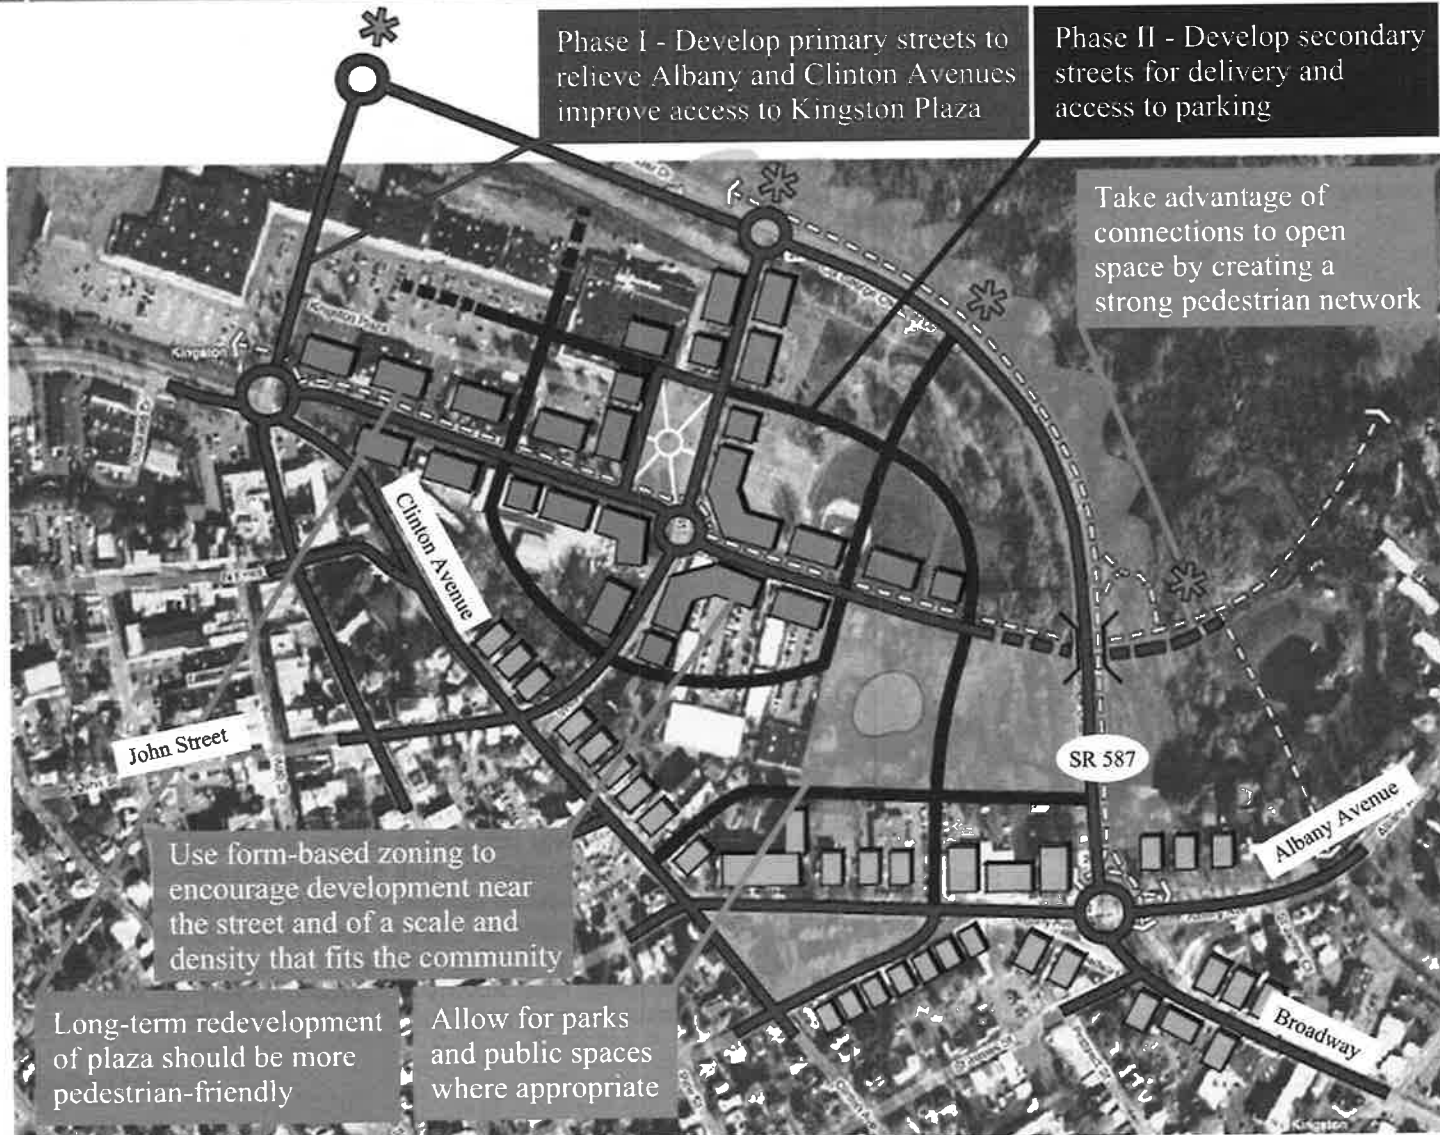 Phase I - Develop primary streets to
relieve Albany and Clinton Avenues
improve access to Kingston Plaza
Phase II - Develop secondary
streets for delivery and
access to parking
Take advantage of
connections to open
space by creating a
strong pedestrian network
Kingston Plaza
Kingston
Clinton Avenue
John Street
SR 587
Albany Avenue
Use form-based zoning to
encourage development near
the street and of a scale and
density that fits the community
Long-term redevelopment
of plaza should be more
pedestrian-friendly
Allow for parks
and public spaces
where appropriate
Broadway
Kingston